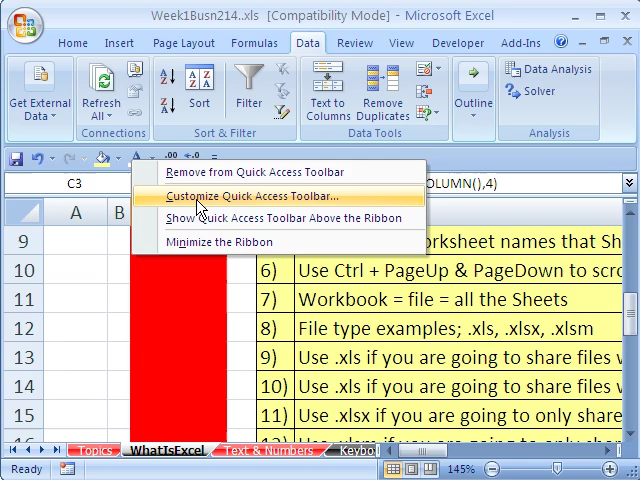 Week1Busn214..xls [Compatibility Mode] - Microsoft Excel
Home Insert Page Layout Formulas Data Review View Developer Add-Ins
Get External Data
Refresh All
Sort
Filter
Text to Columns
Remove Duplicates
Outline
Data Analysis
Solver
Connections Sort & Filter Data Tools Analysis
C3
OLUMN(),4)
Remove from Quick Access Toolbar
Customize Quick Access Toolbar...
Show Quick Access Toolbar Above the Ribbon
Minimize the Ribbon
A B
9 orksheet names that Sh
10 6) Use Ctrl + PageUp & PageDown to scro
11 7) Workbook = file = all the Sheets
12 8) File type examples; .xls, .xlsx, .xlsm
13 9) Use .xls if you are going to share files w
14 10) Use .xls if you are going to share files w
15 11) Use .xlsx if you are going to only share
16
Topics WhatIsExcel Text & Numbers Keybo
Ready 145%